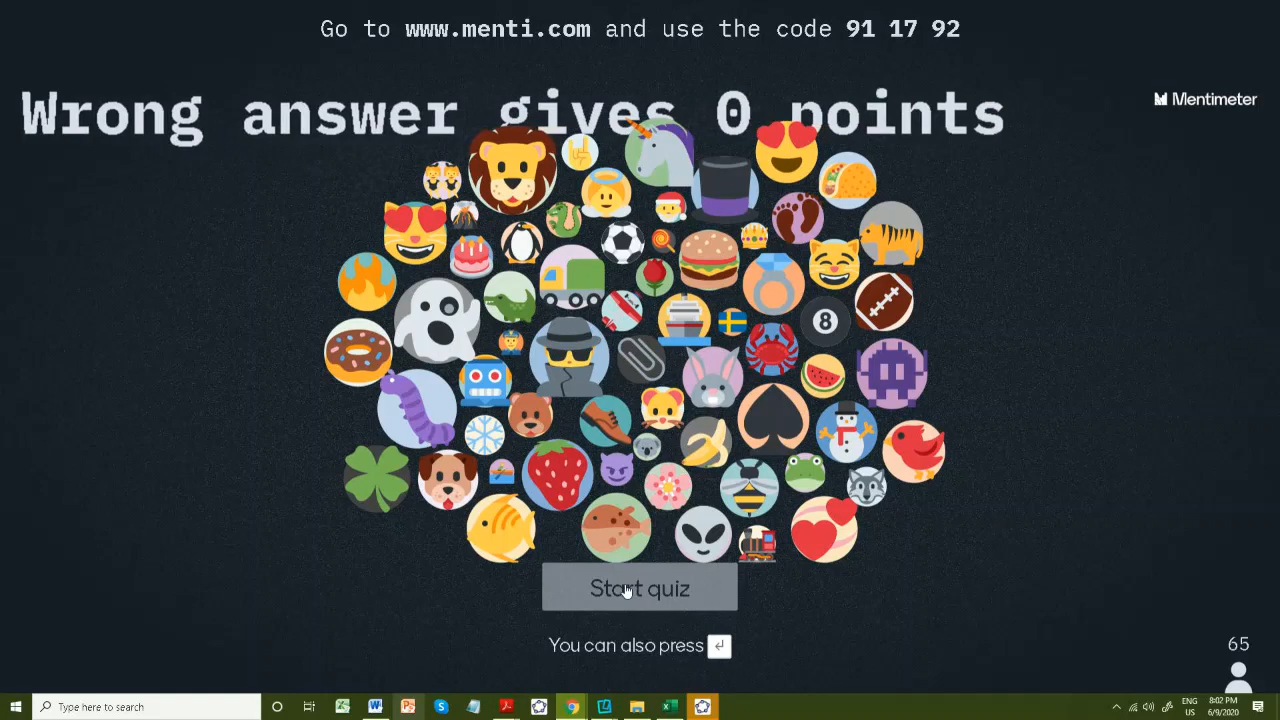 Go to www.menti.com and use the code 91 17 92
Wrong answer gives 0 points
Mentimeter
8
Start quiz
You can also press ↵
65
Type here to search
ENG
US
8:02 PM
6/9/2020